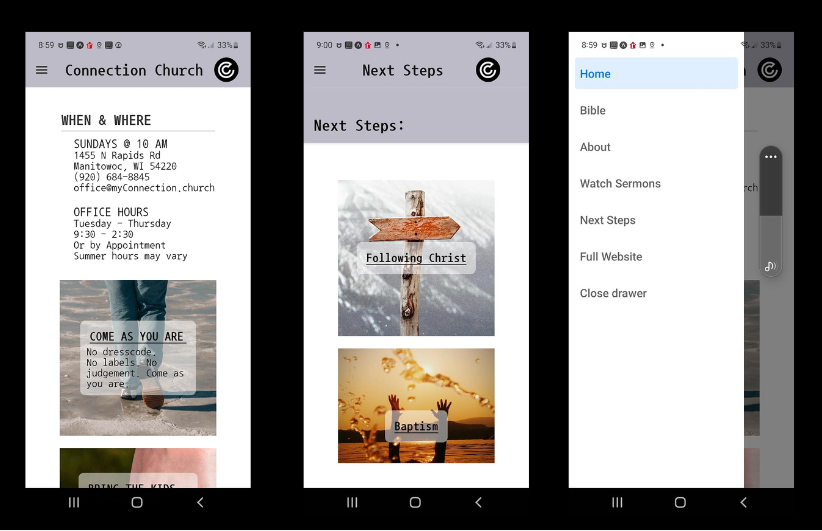 8:59
33%
Connection Church
WHEN & WHERE
SUNDAYS @ 10 AM
1455 N Rapids Rd
Manitowoc, WI 54220
(920) 684-8845
office@myConnection.church
OFFICE HOURS
Tuesday - Thursday
9:30 - 2:30
Or by Appointment
Summer hours may vary
COME AS YOU ARE
No dresscode.
No labels. No
judgement. Come as
you are.
BRING THE KIDS
9:00
33%
Next Steps
Next Steps:
Following Christ
Baptism
8:59
33%
Home
Bible
About
Watch Sermons
Next Steps
Full Website
Close drawer
rch